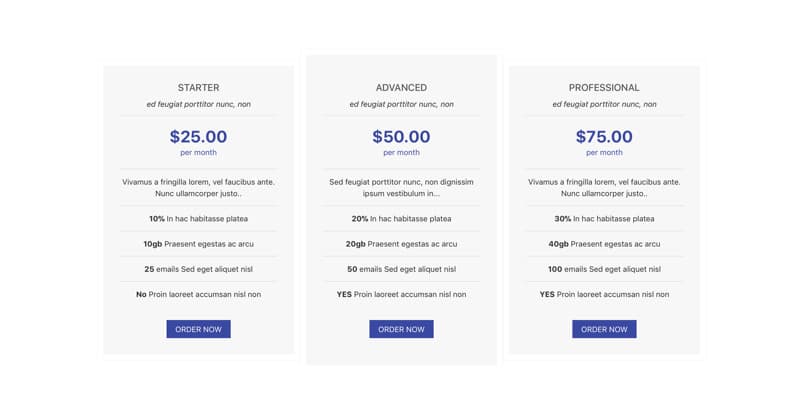 STARTER
ed feugiat porttitor nunc, non
$25.00
per month
Vivamus a fringilla lorem, vel faucibus ante.
Nunc ullamcorper justo..
10% In hac habitasse platea
10gb Praesent egestas ac arcu
25 emails Sed eget aliquet nisl
No Proin laoreet accumsan nisl non
ORDER NOW
ADVANCED
ed feugiat porttitor nunc, non
$50.00
per month
Sed feugiat porttitor nunc, non dignissim
ipsum vestibulum in...
20% In hac habitasse platea
20gb Praesent egestas ac arcu
50 emails Sed eget aliquet nisl
YES Proin laoreet accumsan nisl non
ORDER NOW
PROFESSIONAL
ed feugiat porttitor nunc, non
$75.00
per month
Vivamus a fringilla lorem, vel faucibus ante.
Nunc ullamcorper justo..
30% In hac habitasse platea
40gb Praesent egestas ac arcu
100 emails Sed eget aliquet nisl
YES Proin laoreet accumsan nisl non
ORDER NOW